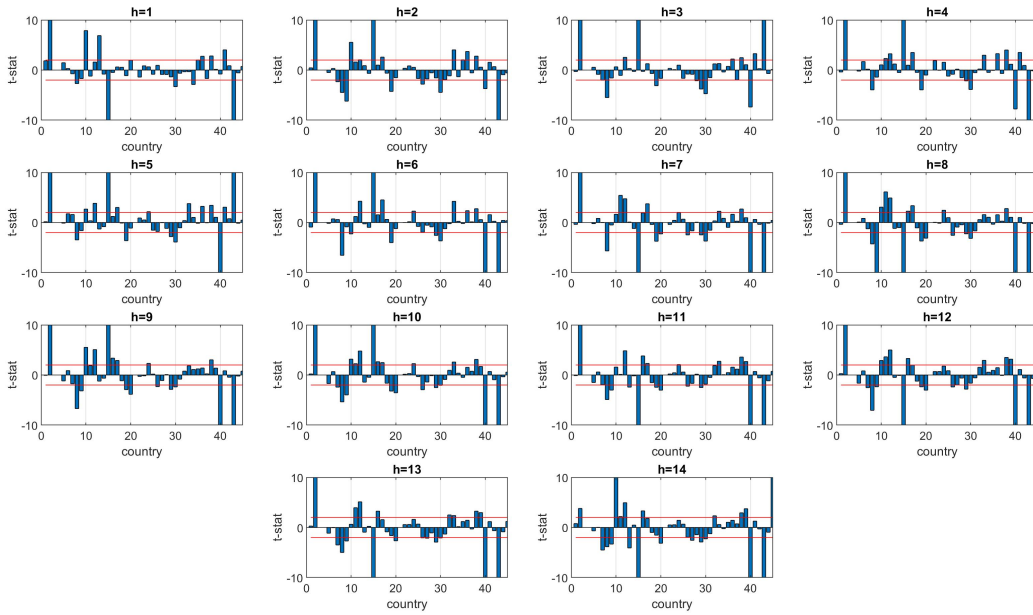 h=1 h=2 h=3 h=4
10 10 10 10
t-stat 0 t-stat 0 t-stat 0 t-stat 0
-10 -10 -10 -10
0 10 20 30 40 0 10 20 30 40 0 10 20 30 40 0 10 20 30 40
country country country country
h=5 h=6 h=7 h=8
10 10 10 10
t-stat 0 t-stat 0 t-stat 0 t-stat 0
-10 -10 -10 -10
0 10 20 30 40 0 10 20 30 40 0 10 20 30 40 0 10 20 30 40
country country country country
h=9 h=10 h=11 h=12
10 10 10 10
t-stat 0 t-stat 0 t-stat 0 t-stat 0
-10 -10 -10 -10
0 10 20 30 40 0 10 20 30 40 0 10 20 30 40 0 10 20 30 40
country country country country
h=13 h=14
10 10
t-stat 0 t-stat 0
-10 -10
0 10 20 30 40 0 10 20 30 40
country country